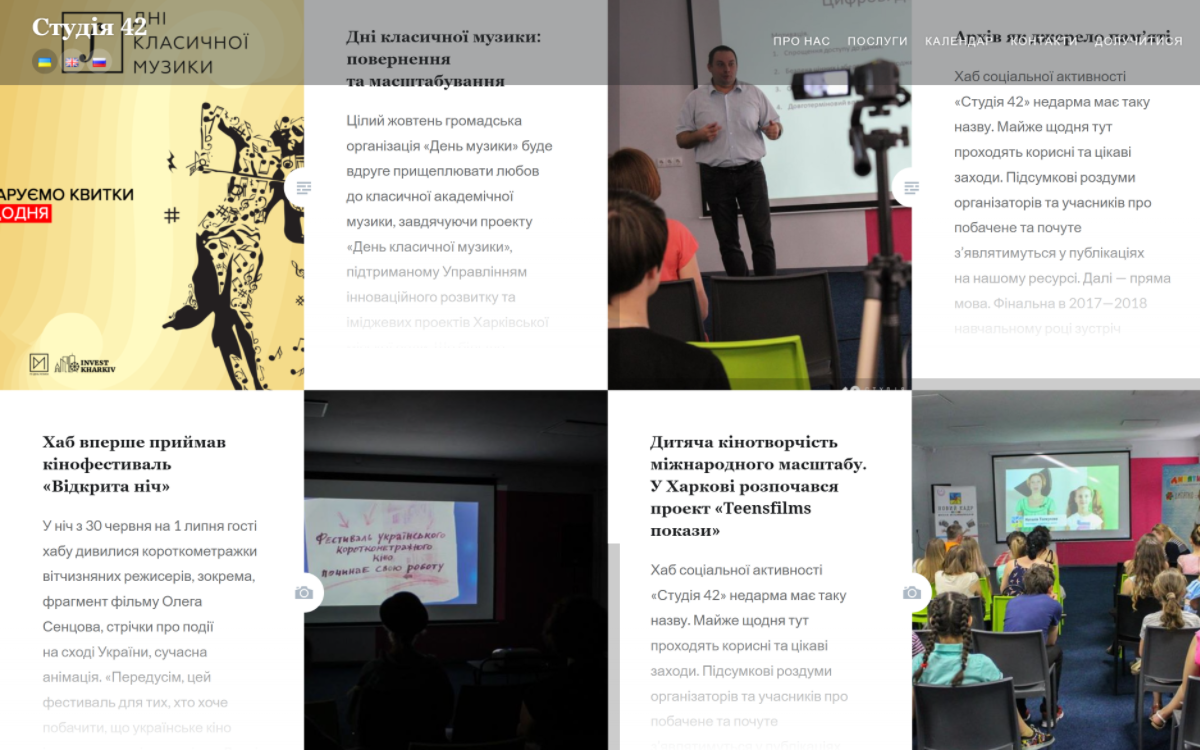 Студія 42
ПРО НАС
ПОСЛУГИ
КАЛЕНДАР
КОНТАКТИ
ДОЛУЧИТИСЯ
ДНІ
КЛАСИЧНОЇ
МУЗИКИ
АРУЄМО КВИТКИ
ОДНЯ
INVEST
KHARKIV
Дні класичної музики:
повернення
та масштабування
Цілий жовтень громадська
організація «День музики» буде
вдруге прищеплювати любов
до класичної академічної
музики, завдячуючи проекту
«День класичної музики»,
підтриманому Управлінням
інноваційного розвитку та
іміджевих проектів Харківської
Архів як джерело пам'яті
Хаб соціальної активності
«Студія 42» недарма має таку
назву. Майже щодня тут
проходять корисні та цікаві
заходи. Підсумкові роздуми
організаторів та учасників про
побачене та почуте
з’являтимуться у публікаціях
на нашому ресурсі. Далі — пряма
мова. Фінальна в 2017—2018
навчальному році зустріч
Хаб вперше приймав
кінофестиваль
«Відкрита ніч»
У ніч з 30 червня на 1 липня гості
хабу дивилися короткометражки
вітчизняних режисерів, зокрема,
фрагмент фільму Олега
Сенцова, стрічки про події
на сході України, сучасна
анімація. «Передусім, цей
фестиваль для тих, хто хоче
побачити, що українське кіно
Фестиваль українського
короткометражного
кіно
починає свою роботу
Дитяча кінотворчість
міжнародного масштабу.
У Харкові розпочався
проект «Teensfilms
покази»
Хаб соціальної активності
«Студія 42» недарма має таку
назву. Майже щодня тут
проходять корисні та цікаві
заходи. Підсумкові роздуми
організаторів та учасників про
побачене та почуте
з’являтимуться у публікаціях